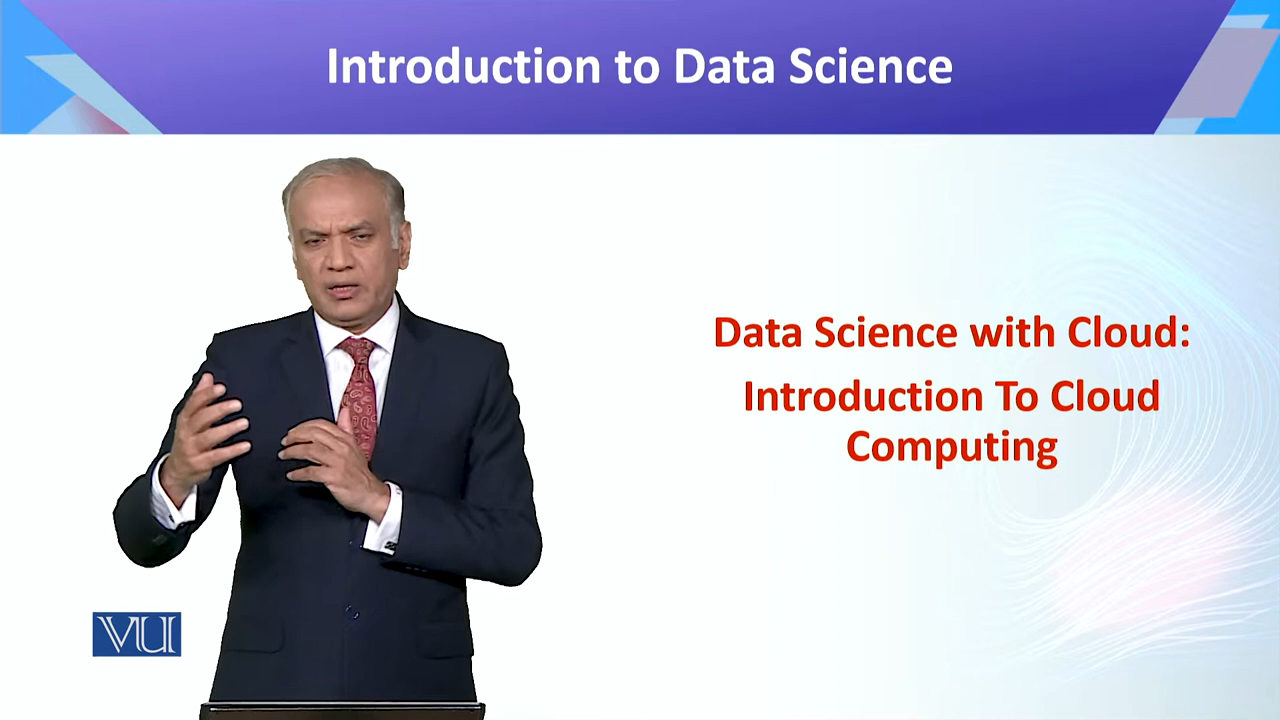 Introduction to Data Science
Data Science with Cloud:
Introduction To Cloud
Computing
VU